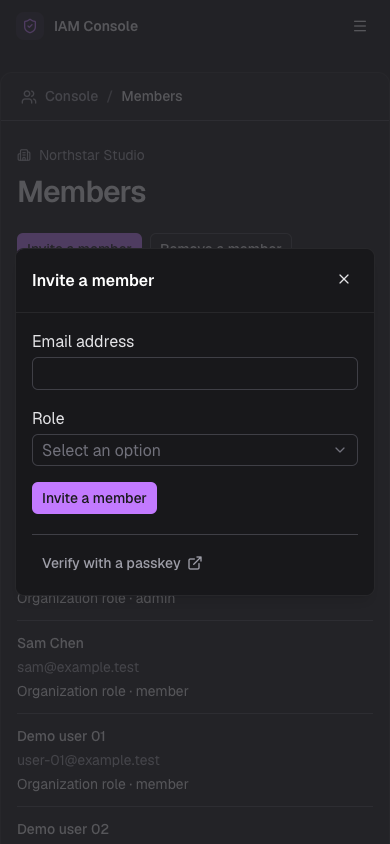 IAM Console
Console / Members
Northstar Studio
Members
Invite a member Remove a member
Invite a member
Email address
Role
Select an option
Invite a member
Verify with a passkey
Organization role · admin
Sam Chen
sam@example.test
Organization role · member
Demo user 01
user-01@example.test
Organization role · member
Demo user 02